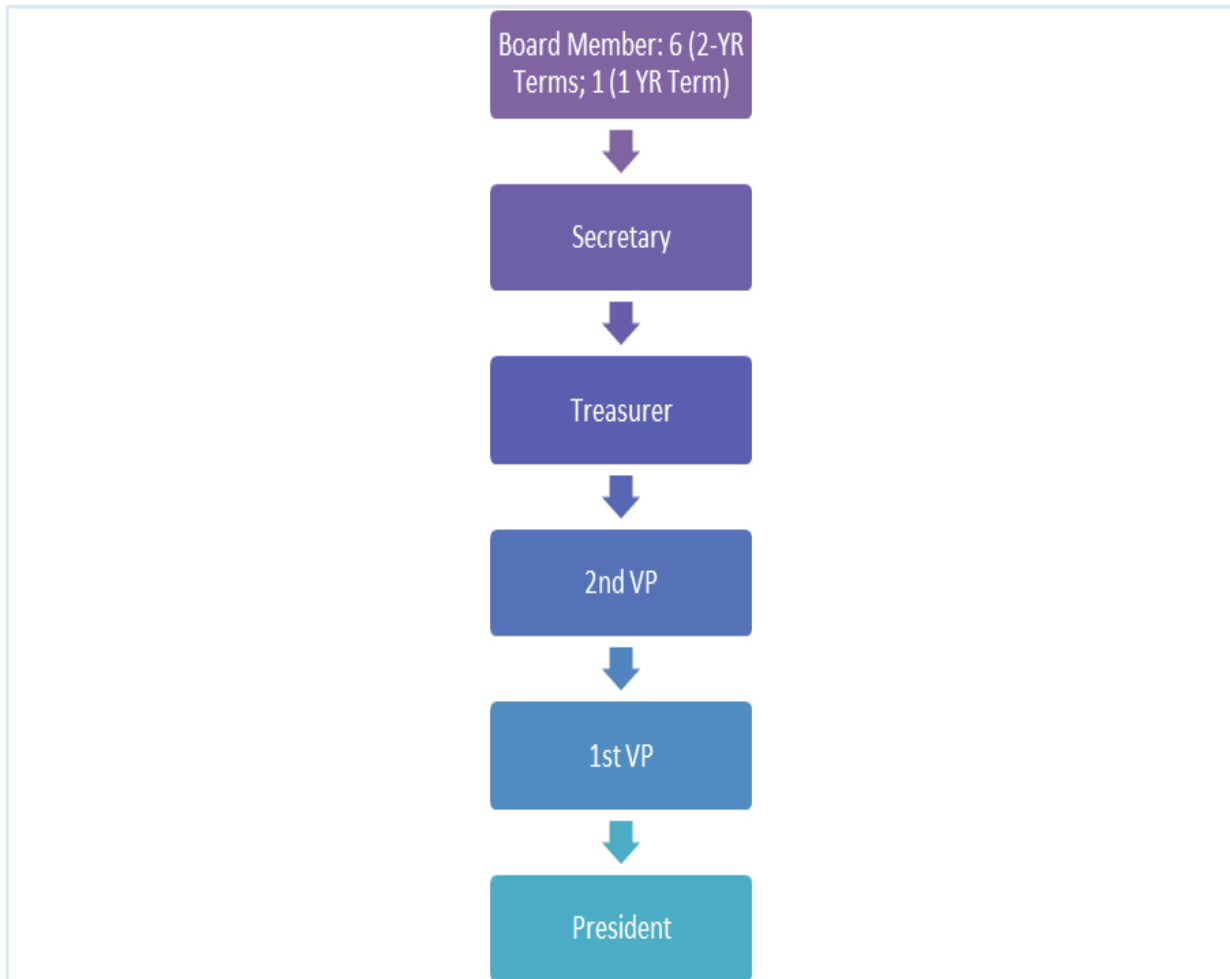 Board Member: 6 (2-YR
Terms; 1 (1 YR Term)
Secretary
Treasurer
2nd VP
1st VP
President